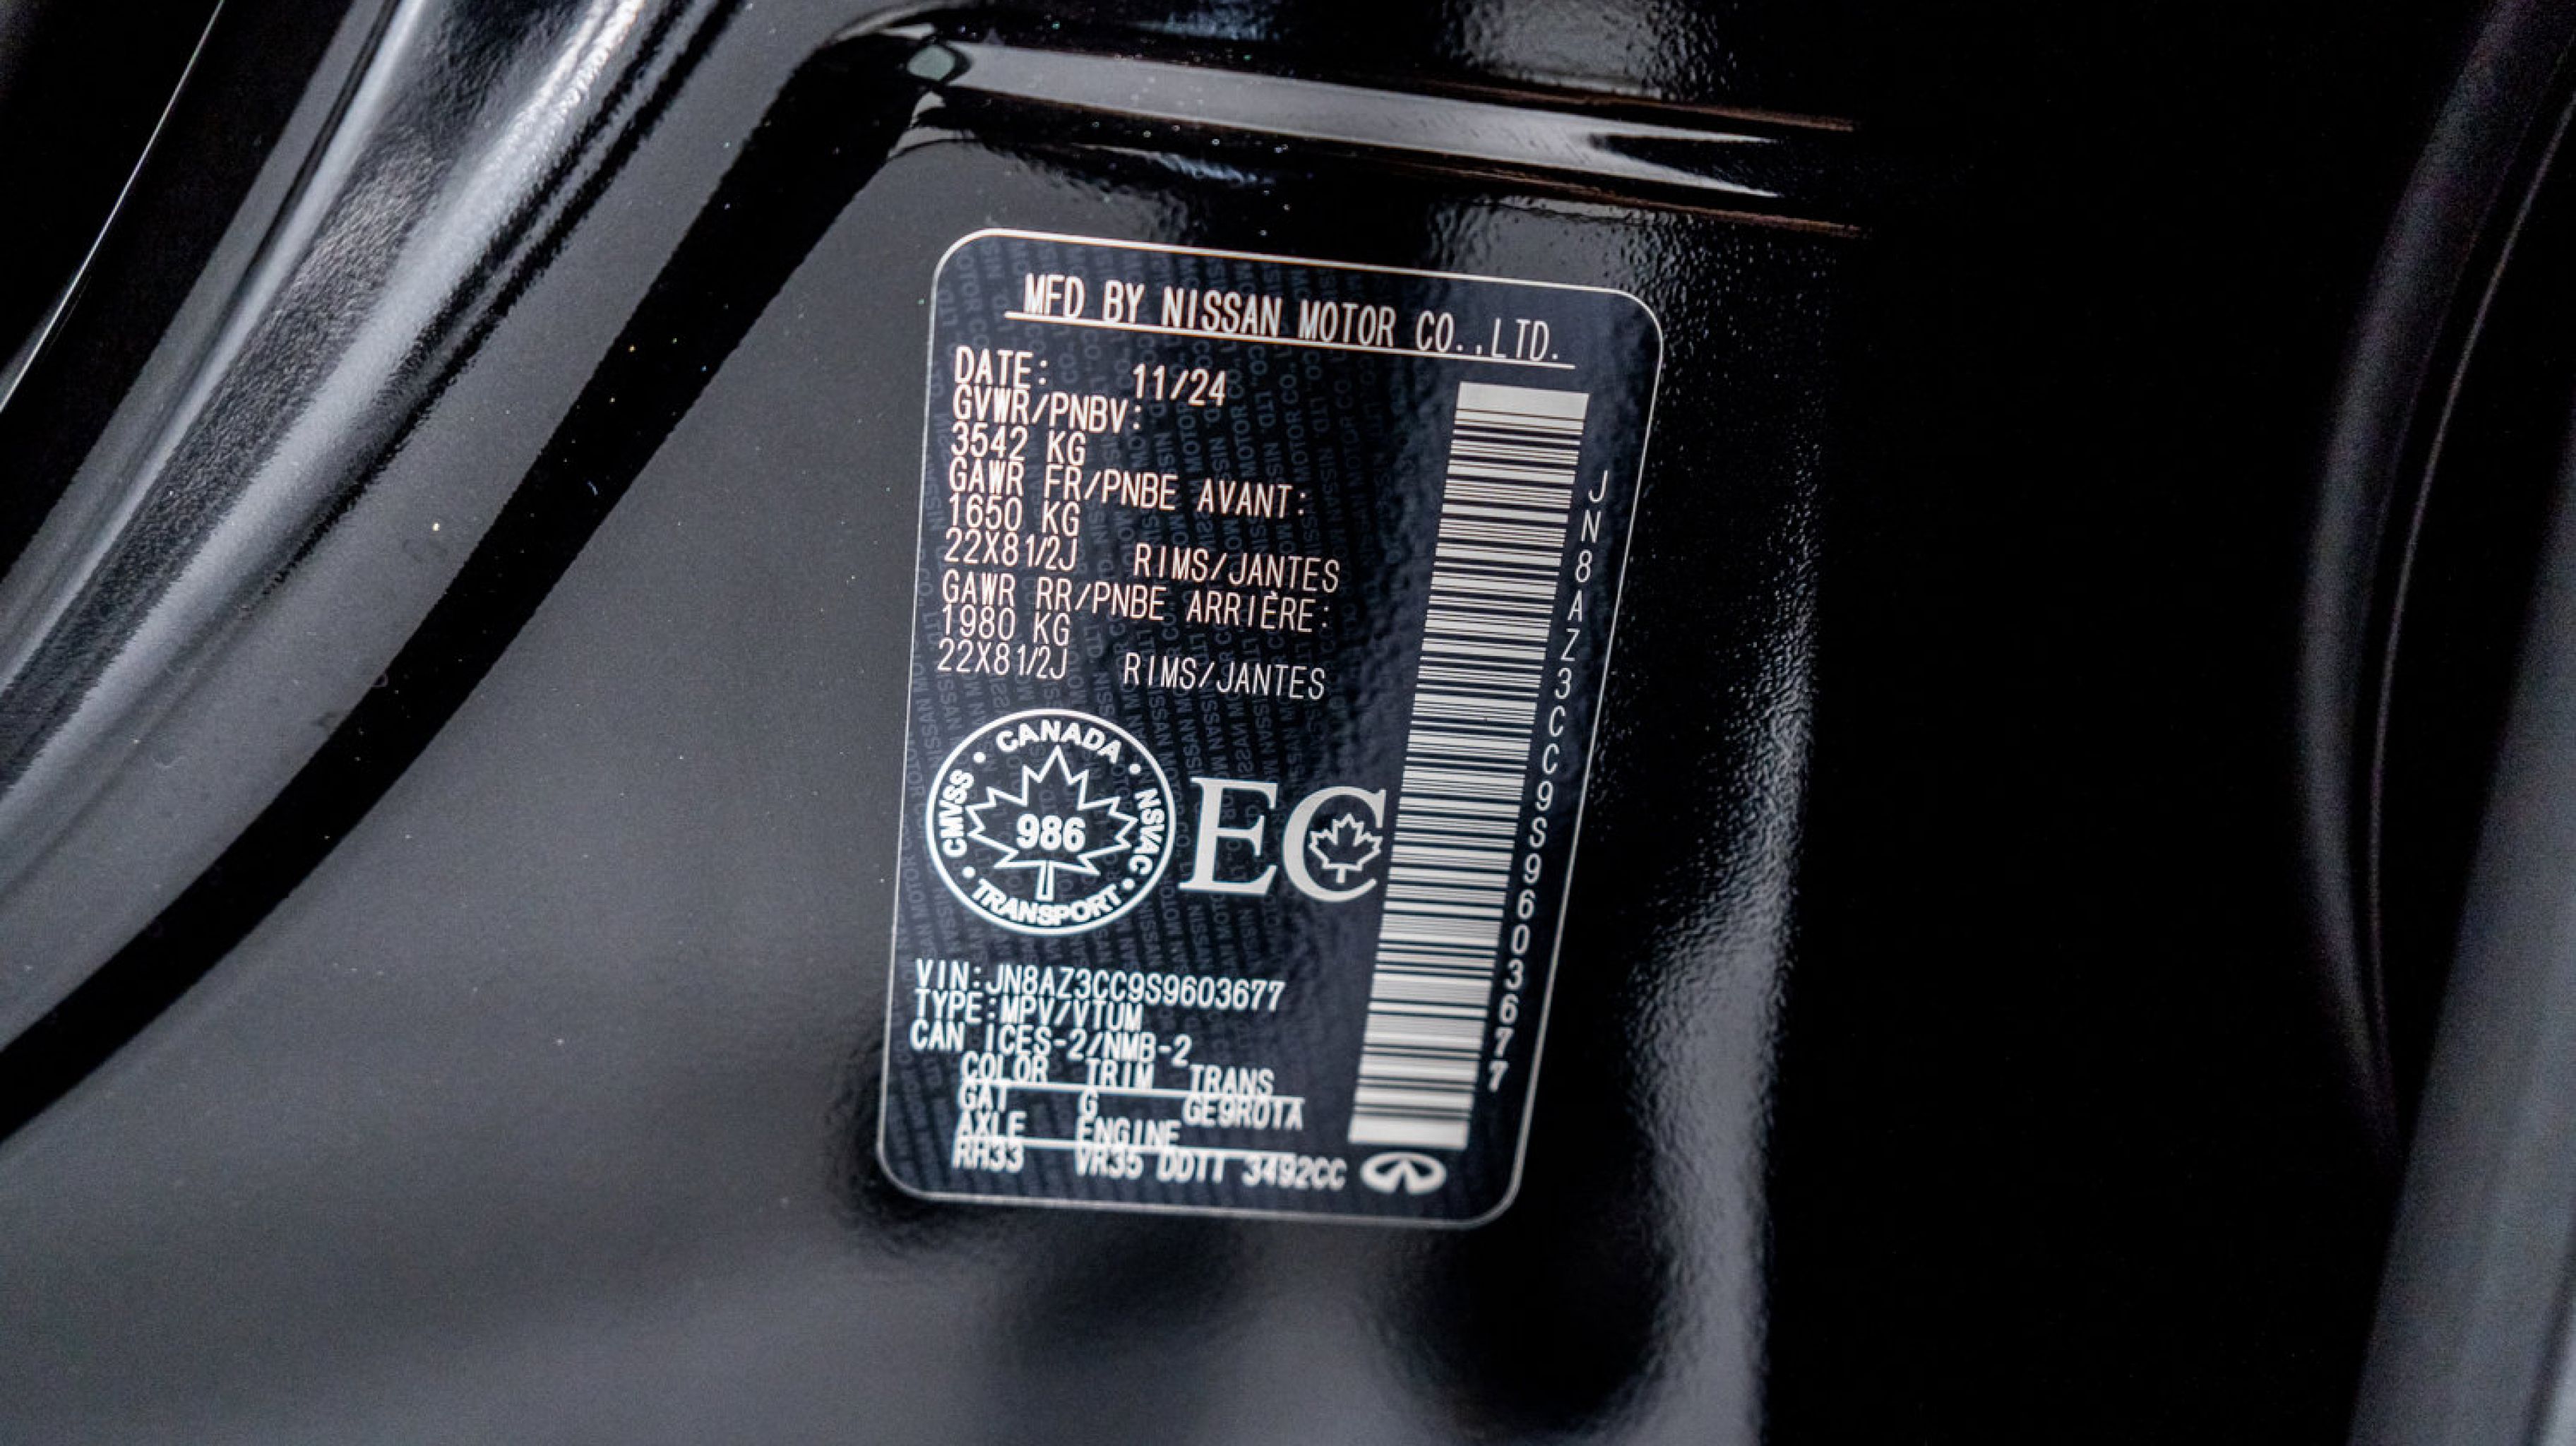 MFD BY NISSAN MOTOR CO.,LTD.
DATE: 11/24
GVWR/PNBV:
3542 KG
GAWR FR/PNBE AVANT:
1650 KG
22X81/2J RIMS/JANTES
GAWR RR/PNBE ARRIÈRE:
1980 KG
22X81/2J RIMS/JANTES
CANADA
CMVSS
NSVAC
TRANSPORT
986
EC
VIN:JN8AZ3CC9S9603677
TYPE:MPV/VTUM
CAN ICES-2/NMB-2
COLOR TRIM TRANS
GAT G GE9R01A
AXLE ENGINE
RH33 VR35 DDTT 3492CC
JN8AZ3CC9S9603677